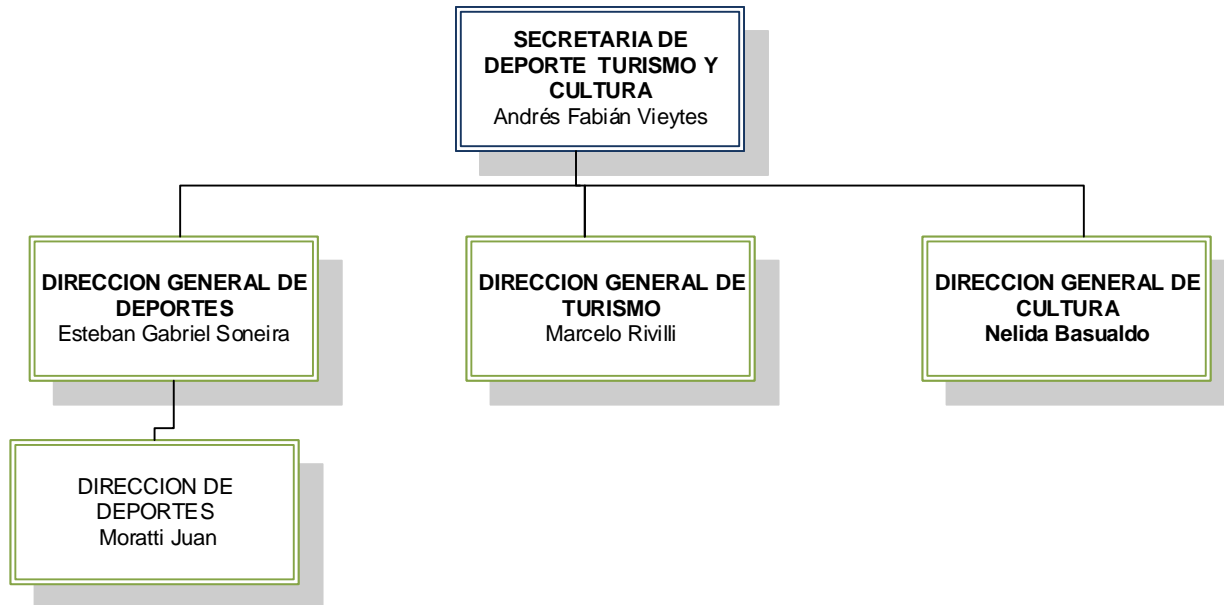 SECRETARIA DE
DEPORTE TURISMO Y
CULTURA
Andrés Fabián Vieytes
DIRECCION GENERAL DE
DEPORTES
Esteban Gabriel Soneira
DIRECCION GENERAL DE
TURISMO
Marcelo Rivilli
DIRECCION GENERAL DE
CULTURA
Nelida Basualdo
DIRECCION DE
DEPORTES
Moratti Juan